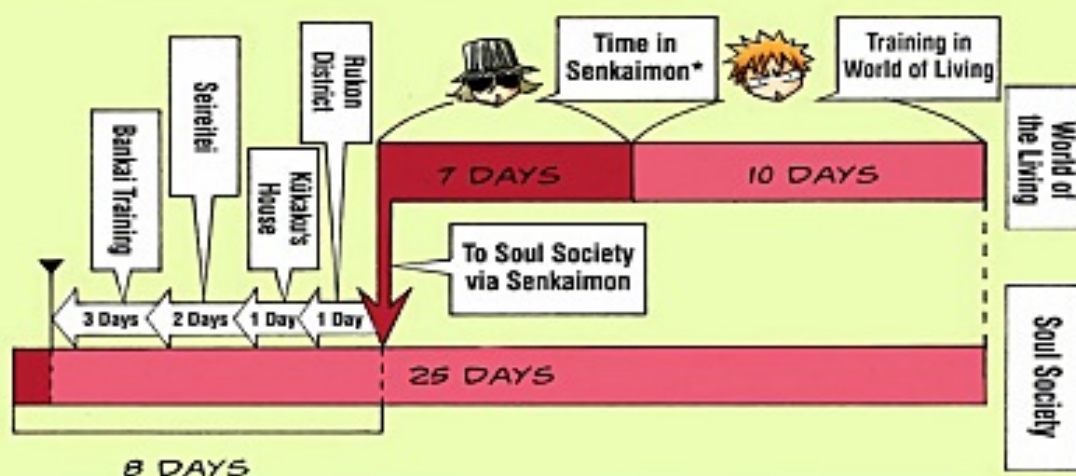 Time in
Senkaimon*
Training in
World of Living
World of
the Living
Rukon
District
Kūkaku's
House
Seireitei
Bankai Training
7 DAYS
10 DAYS
To Soul Society
via Senkaimon
3 Days
2 Days
1 Day
1 Day
25 DAYS
Soul Society
8 DAYS